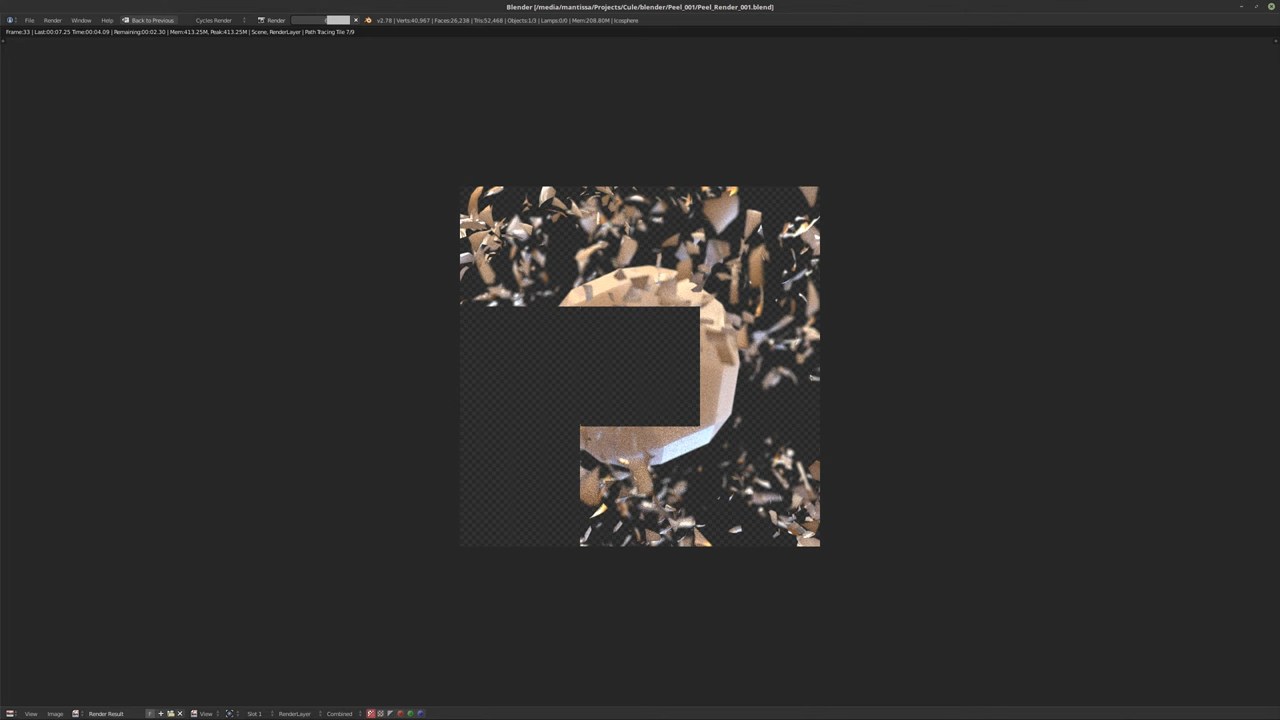 Blender [/media/mantissa/Projects/Cule/blender/Peel_001/Peel_Render_001.blend]
File Render Window Help Back to Previous Cycles Render Render v2.78 | Verts:40,967 | Faces:26,238 | Tris:52,468 | Objects:1/3 | Lamps:0/0 | Mem:208.80M | Icosphere
Frame:33 | Last:00:07.25 Time:00:04.09 | Remaining:00:02.30 | Mem:413.25M, Peak:413.25M | Scene, RenderLayer | Path Tracing Tile 7/9
View Image Render Result F View Slot 1 RenderLayer Combined